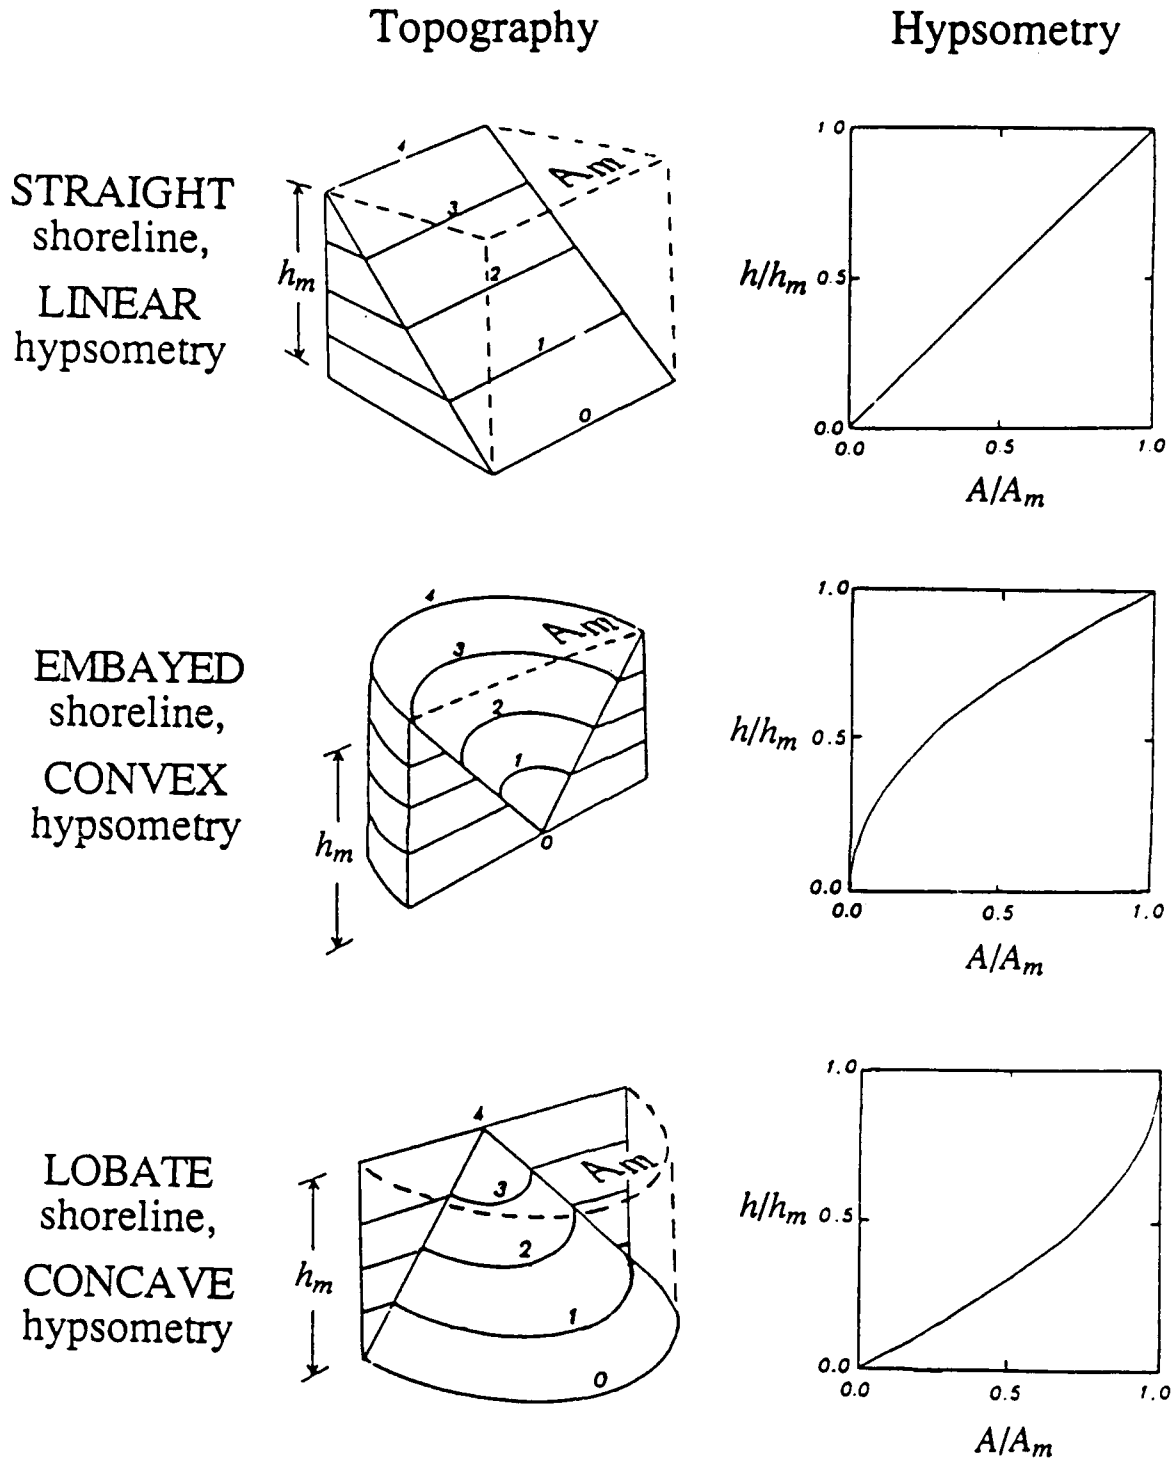 Topography Hypsometry
STRAIGHT
shoreline,
LINEAR
hypsometry
h_m
4
3
2
1
0
A_m
h/h_m
1.0
0.5
0.0
0.0 0.5 1.0
A/A_m
EMBAYED
shoreline,
CONVEX
hypsometry
h_m
4
3
2
1
0
A_m
h/h_m
1.0
0.5
0.0
0.0 0.5 1.0
A/A_m
LOBATE
shoreline,
CONCAVE
hypsometry
h_m
4
3
2
1
0
A_m
h/h_m
1.0
0.5
0.0
0.0 0.5 1.0
A/A_m